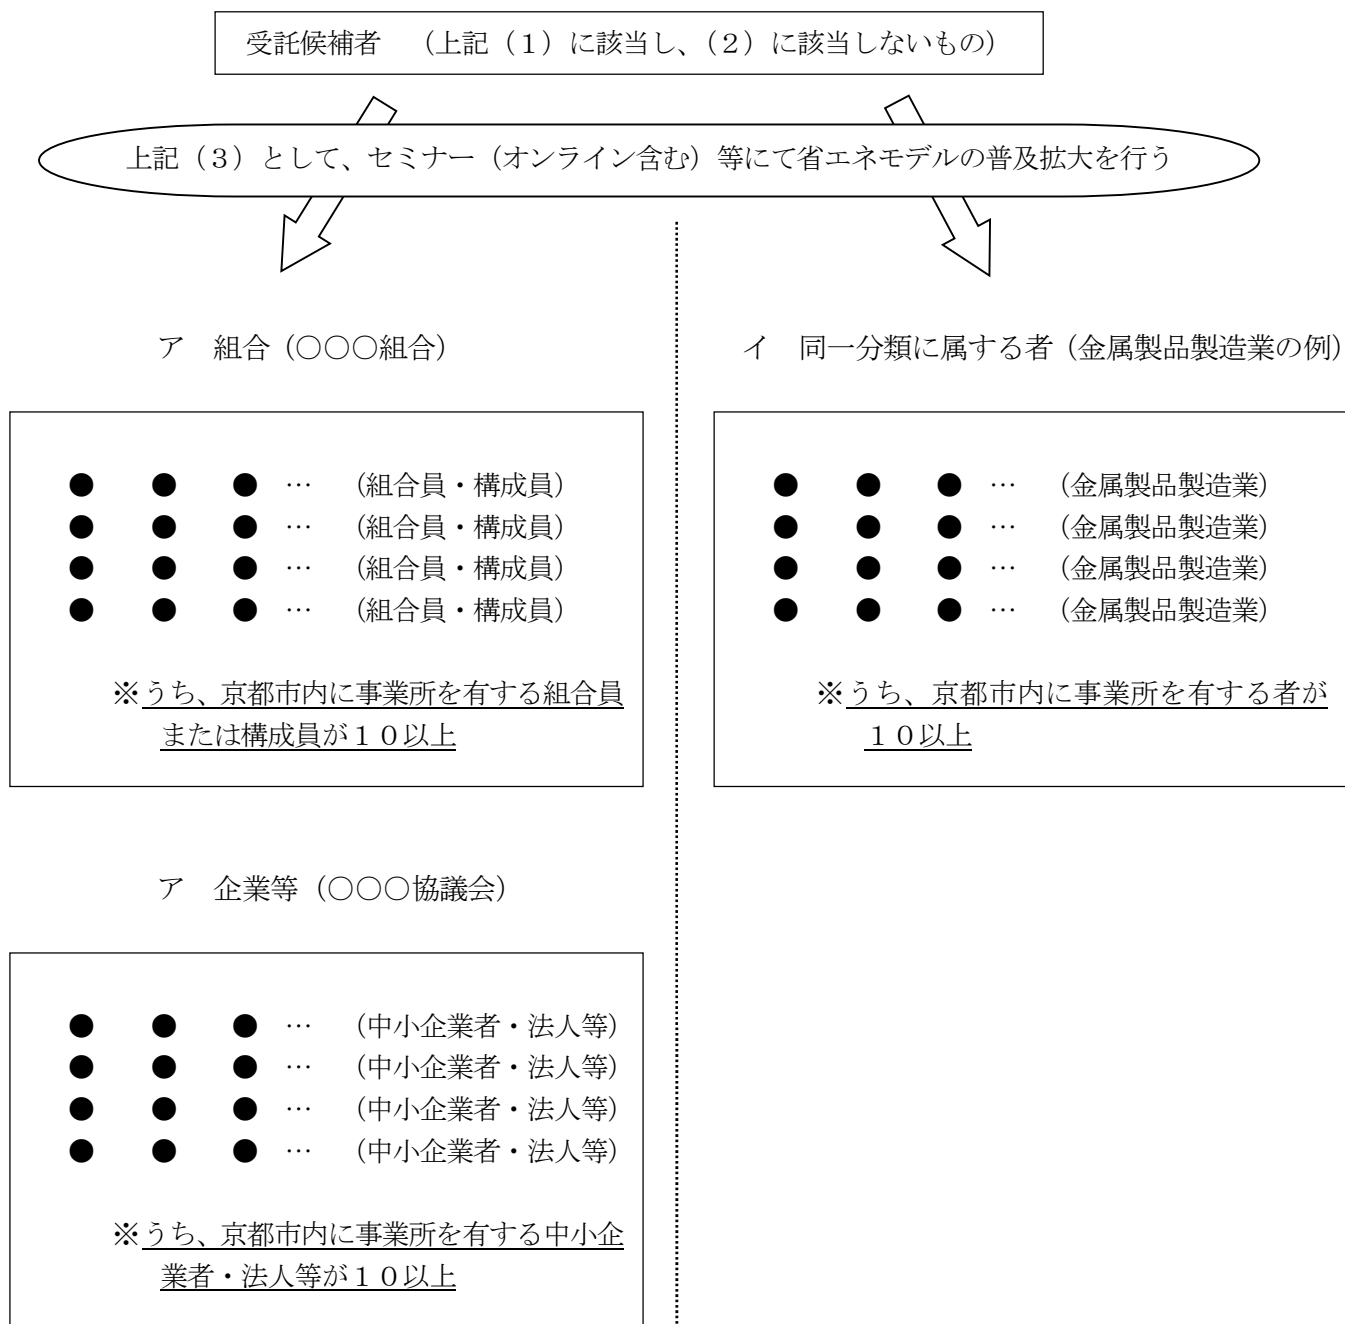 受託候補者　（上記（１）に該当し、（２）に該当しないもの）
上記（３）として、セミナー（オンライン含む）等にて省エネモデルの普及拡大を行う
ア　組合（○○○組合）
● ● ● … （組合員・構成員）
● ● ● … （組合員・構成員）
● ● ● … （組合員・構成員）
● ● ● … （組合員・構成員）
※うち、京都市内に事業所を有する組合員
または構成員が１０以上
ア　企業等（○○○協議会）
● ● ● … （中小企業者・法人等）
● ● ● … （中小企業者・法人等）
● ● ● … （中小企業者・法人等）
● ● ● … （中小企業者・法人等）
※うち、京都市内に事業所を有する中小企
業者・法人等が１０以上
イ　同一分類に属する者（金属製品製造業の例）
● ● ● … （金属製品製造業）
● ● ● … （金属製品製造業）
● ● ● … （金属製品製造業）
● ● ● … （金属製品製造業）
※うち、京都市内に事業所を有する者が
１０以上